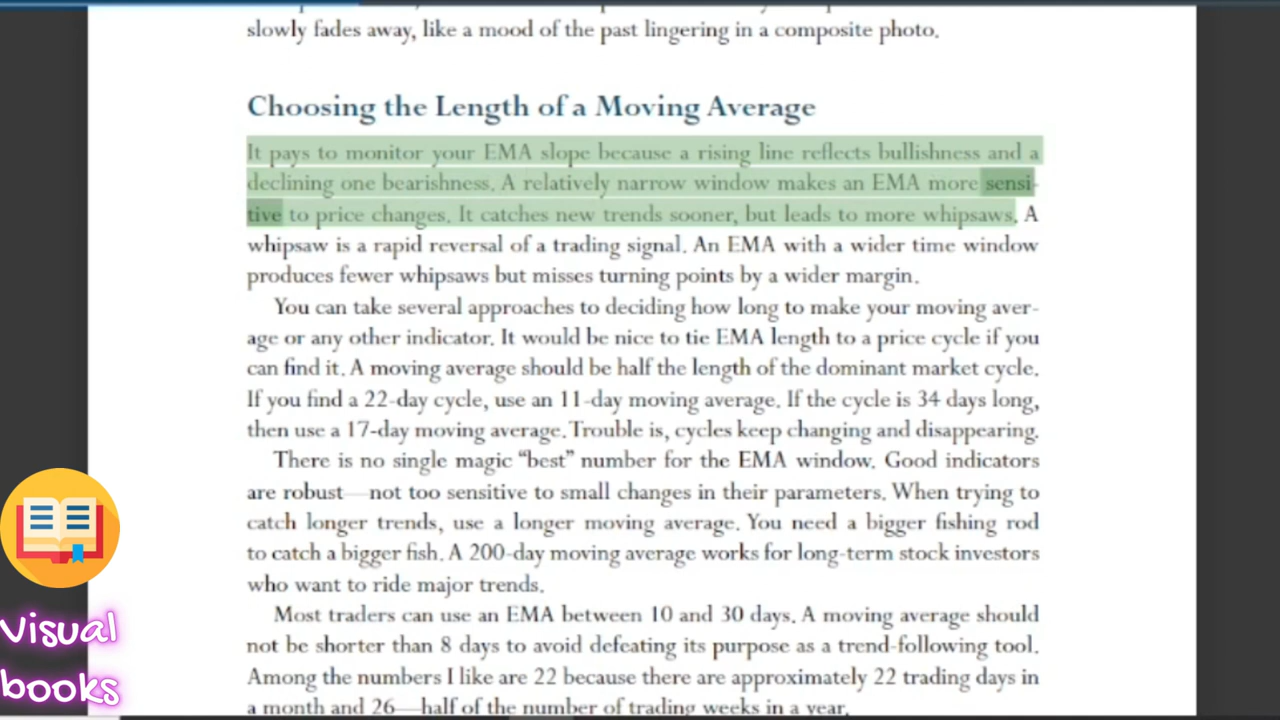 slowly fades away, like a mood of the past lingering in a composite photo.
Choosing the Length of a Moving Average
It pays to monitor your EMA slope because a rising line reflects bullishness and a
declining one bearishness. A relatively narrow window makes an EMA more sensi-
tive to price changes. It catches new trends sooner, but leads to more whipsaws. A
whipsaw is a rapid reversal of a trading signal. An EMA with a wider time window
produces fewer whipsaws but misses turning points by a wider margin.
You can take several approaches to deciding how long to make your moving aver-
age or any other indicator. It would be nice to tie EMA length to a price cycle if you
can find it. A moving average should be half the length of the dominant market cycle.
If you find a 22-day cycle, use an 11-day moving average. If the cycle is 34 days long,
then use a 17-day moving average. Trouble is, cycles keep changing and disappearing.
There is no single magic “best” number for the EMA window. Good indicators
are robust—not too sensitive to small changes in their parameters. When trying to
catch longer trends, use a longer moving average. You need a bigger fishing rod
to catch a bigger fish. A 200-day moving average works for long-term stock investors
who want to ride major trends.
Most traders can use an EMA between 10 and 30 days. A moving average should
not be shorter than 8 days to avoid defeating its purpose as a trend-following tool.
Among the numbers I like are 22 because there are approximately 22 trading days in
a month and 26—half of the number of trading weeks in a year.
Visual
books